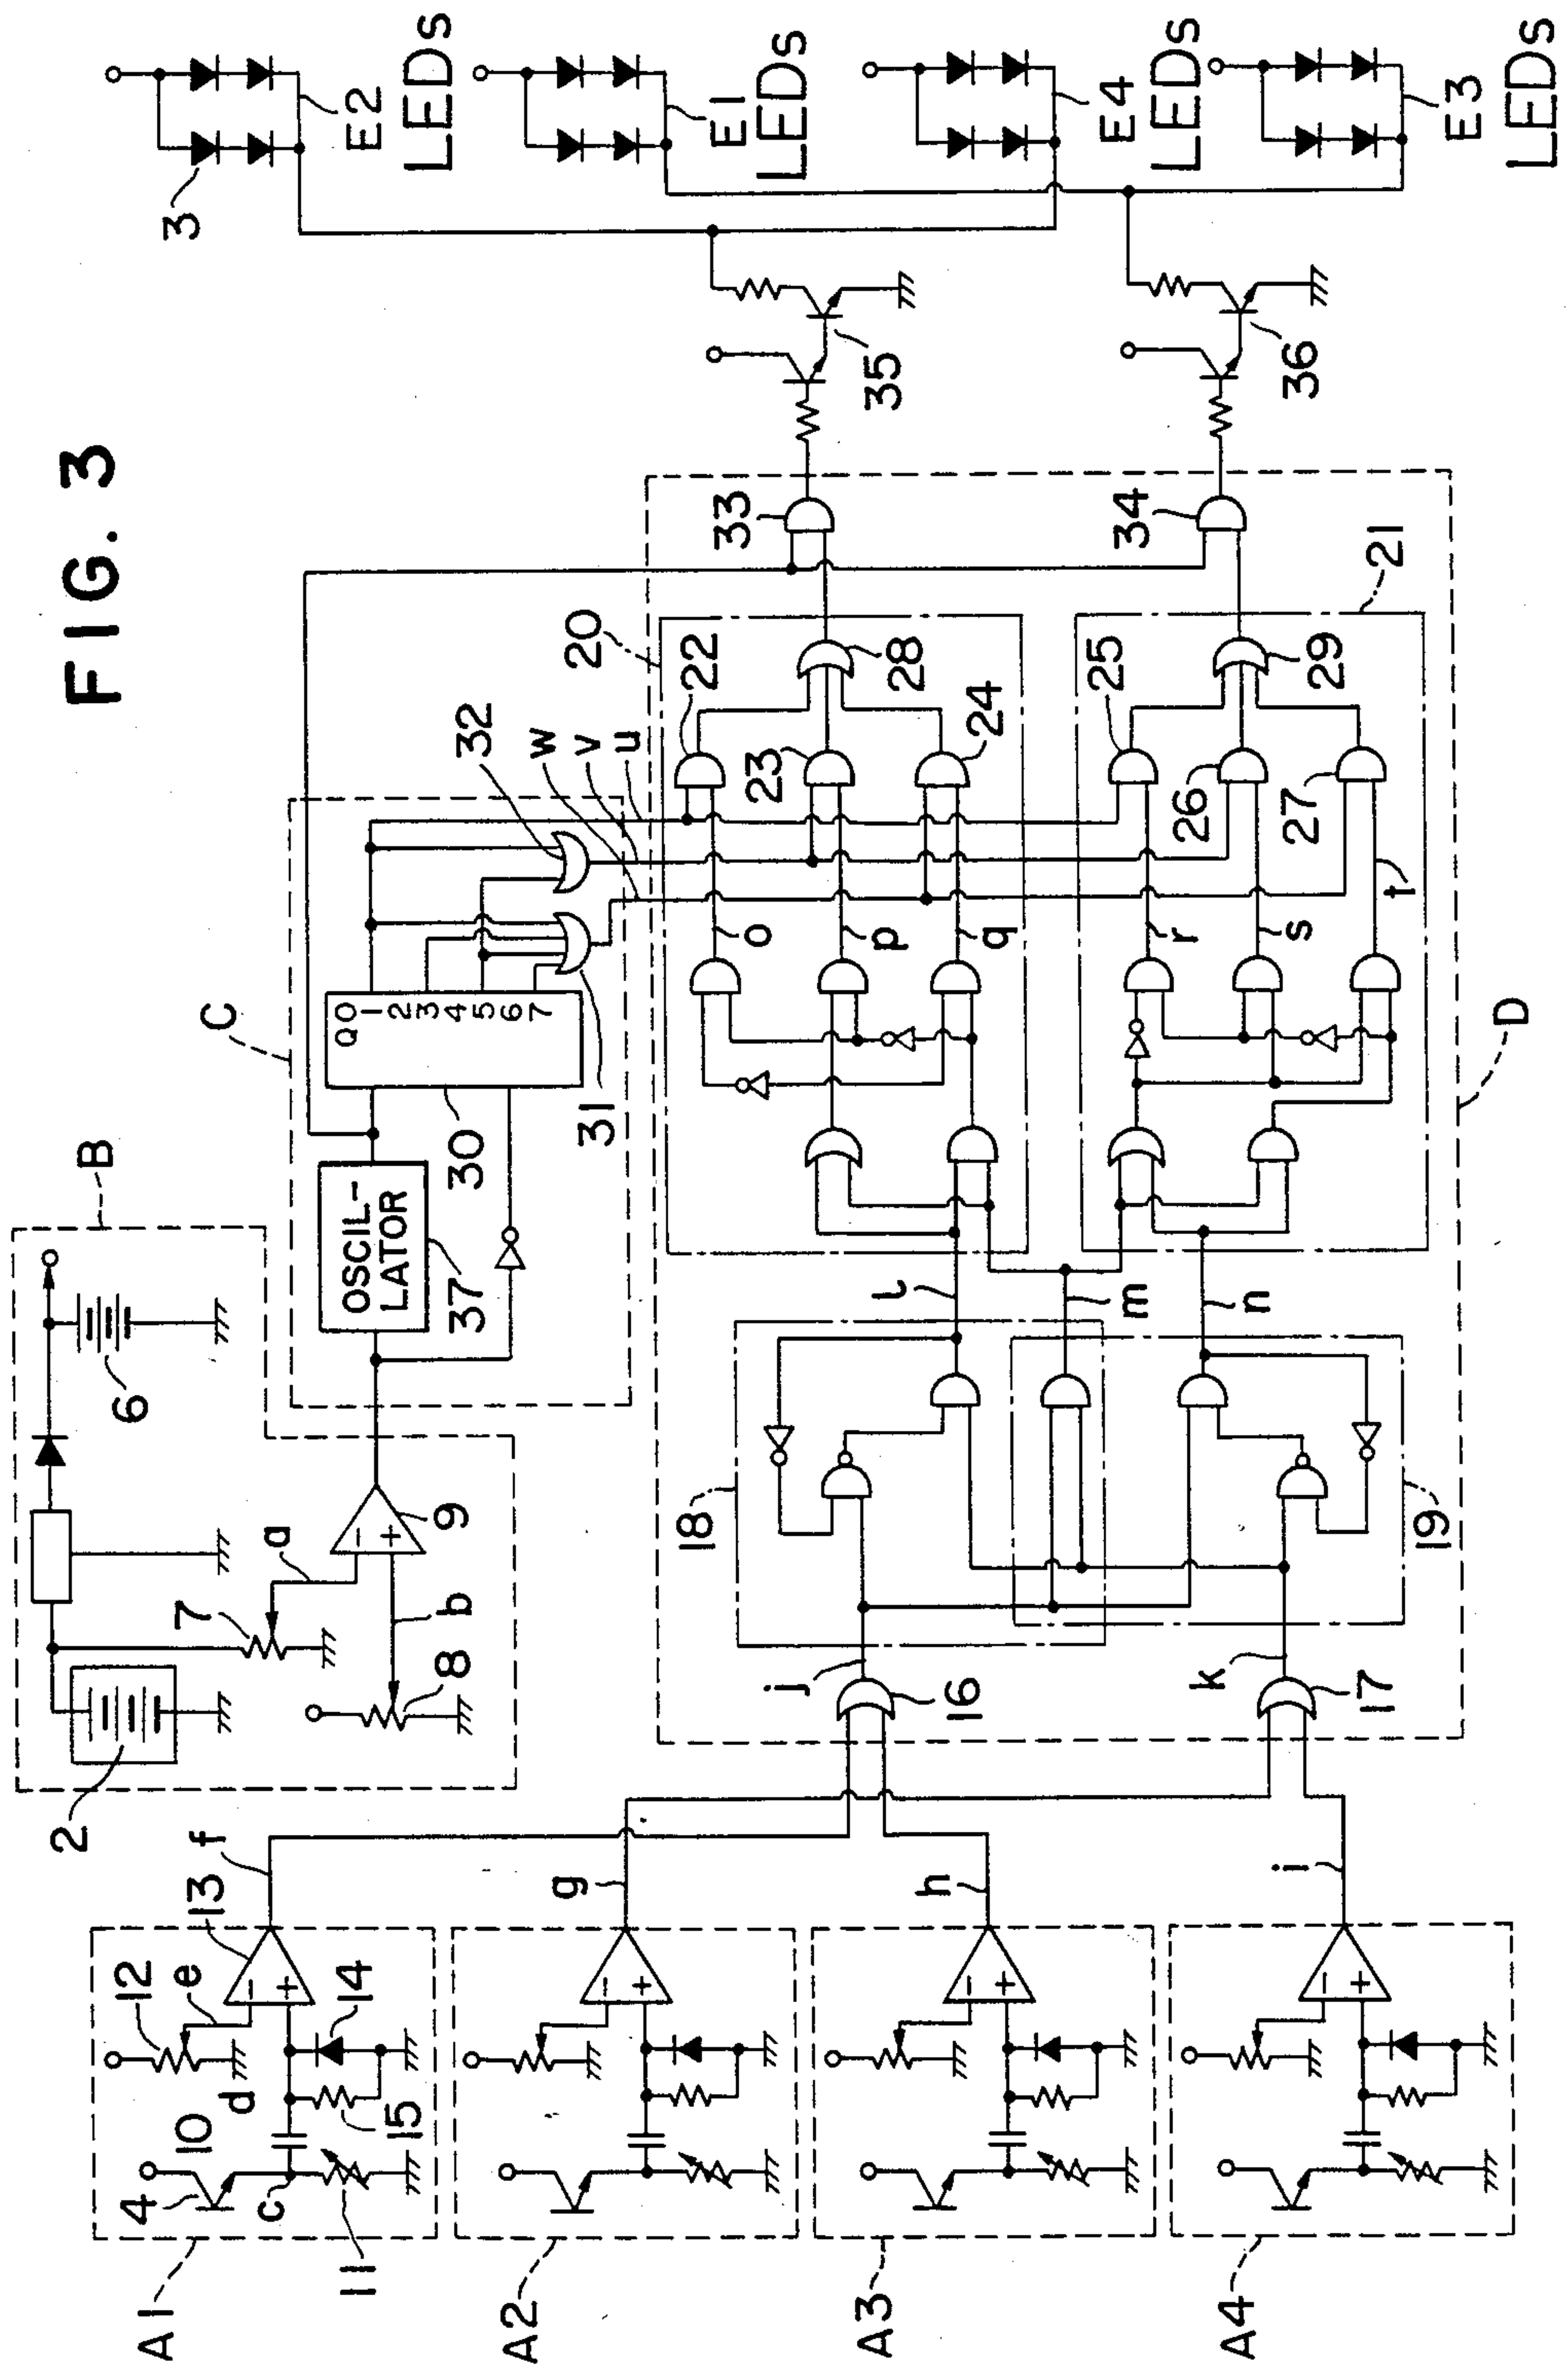 FIG. 3
A1
4
10
c
11
d
12
e
13
14
15
f
A2
g
A3
h
A4
i
B
2
6
7
8
a
b
9
C
OSCIL-
LATOR
37
30
Q0
1
2
3
4
5
6
7
31
32
w
v
u
D
16
j
17
k
18
19
l
m
n
20
o
p
q
22
23
24
28
21
r
s
t
25
26
27
29
33
34
35
36
3
E2
LEDs
E1
LEDs
E4
LEDs
E3
LEDs